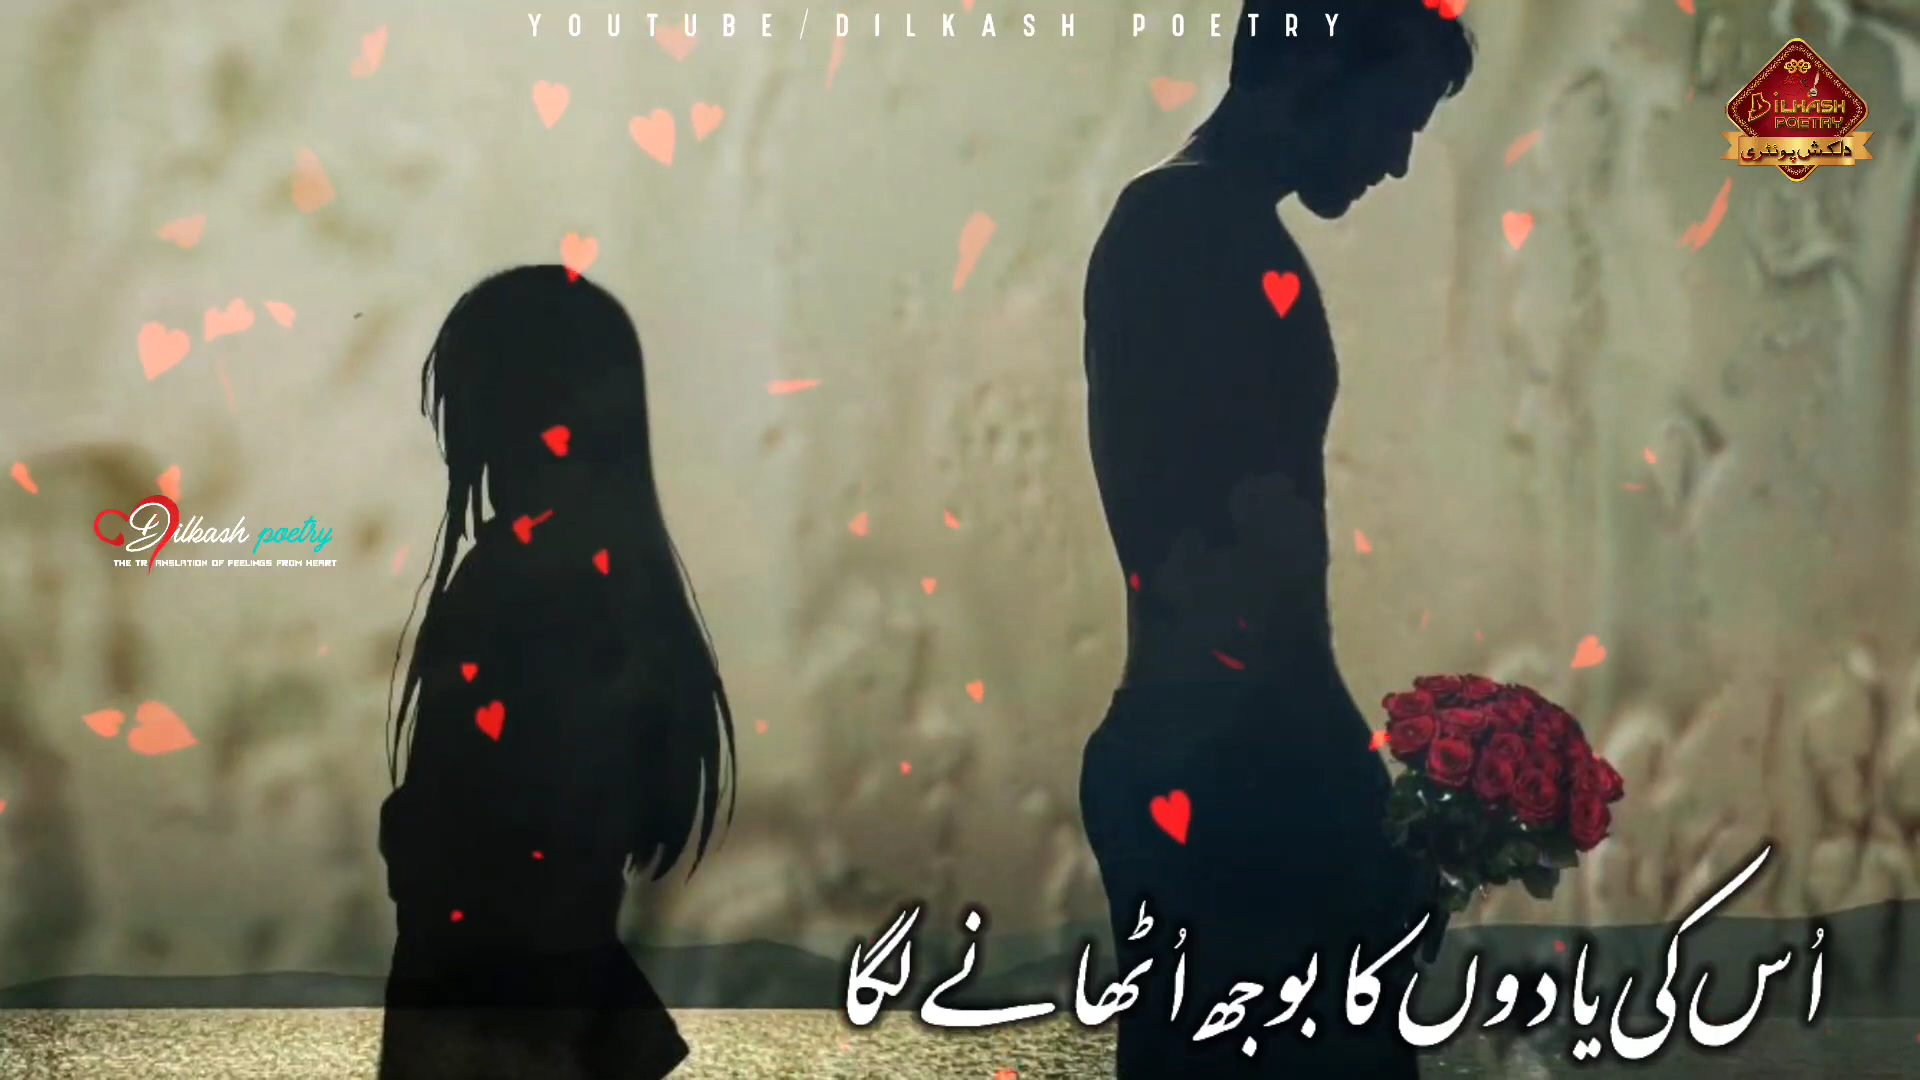 YOUTUBE/DILKASH POETRY
DILKASH
POETRY
دلکش پوئٹری
Dilkash poetry
THE TRANSLATION OF FEELINGS FROM HEART
اُس کی یادوں کا بوجھ اُٹھانے لگا